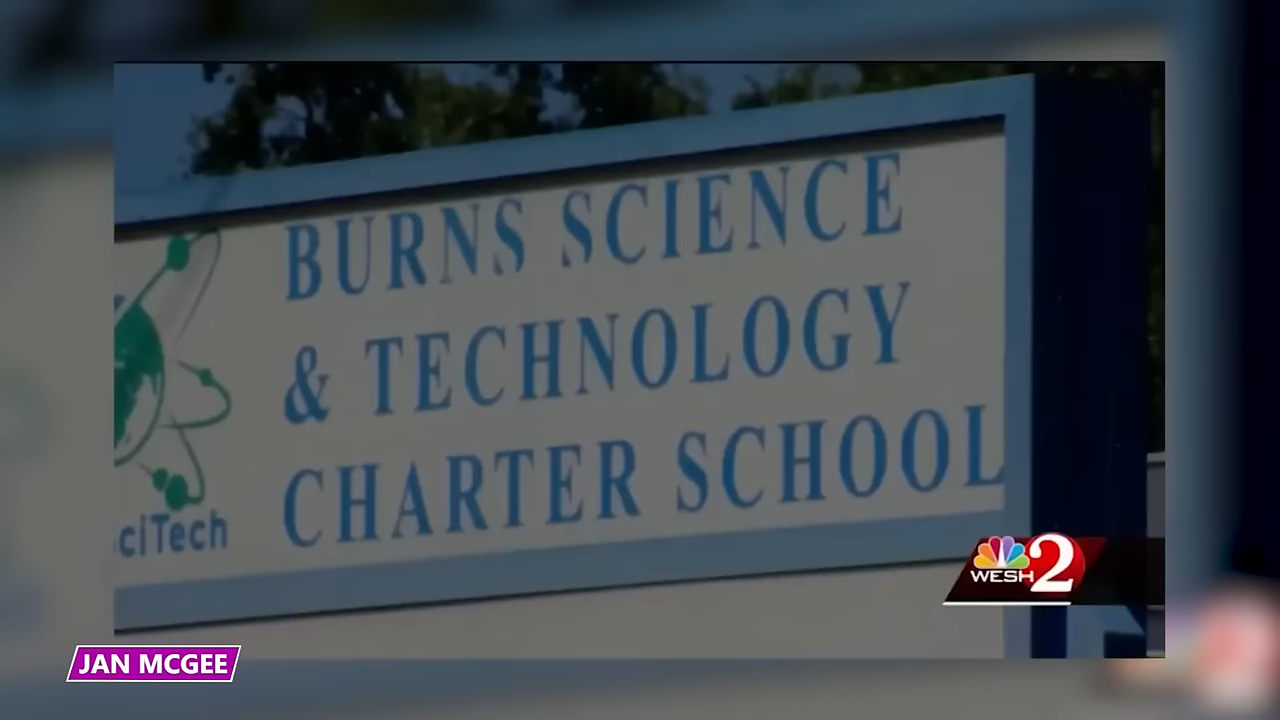 BURNS SCIENCE
& TECHNOLOGY
CHARTER SCHOOL
ciTech
WESH 2
JAN MCGEE